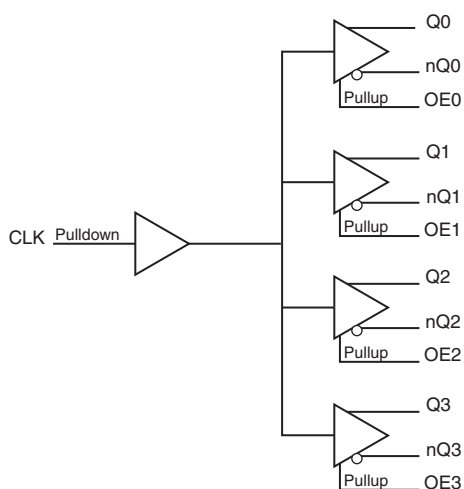 Q0
nQ0
Pullup OE0
Q1
nQ1
Pullup OE1
CLK Pulldown
Q2
nQ2
Pullup OE2
Q3
nQ3
Pullup OE3